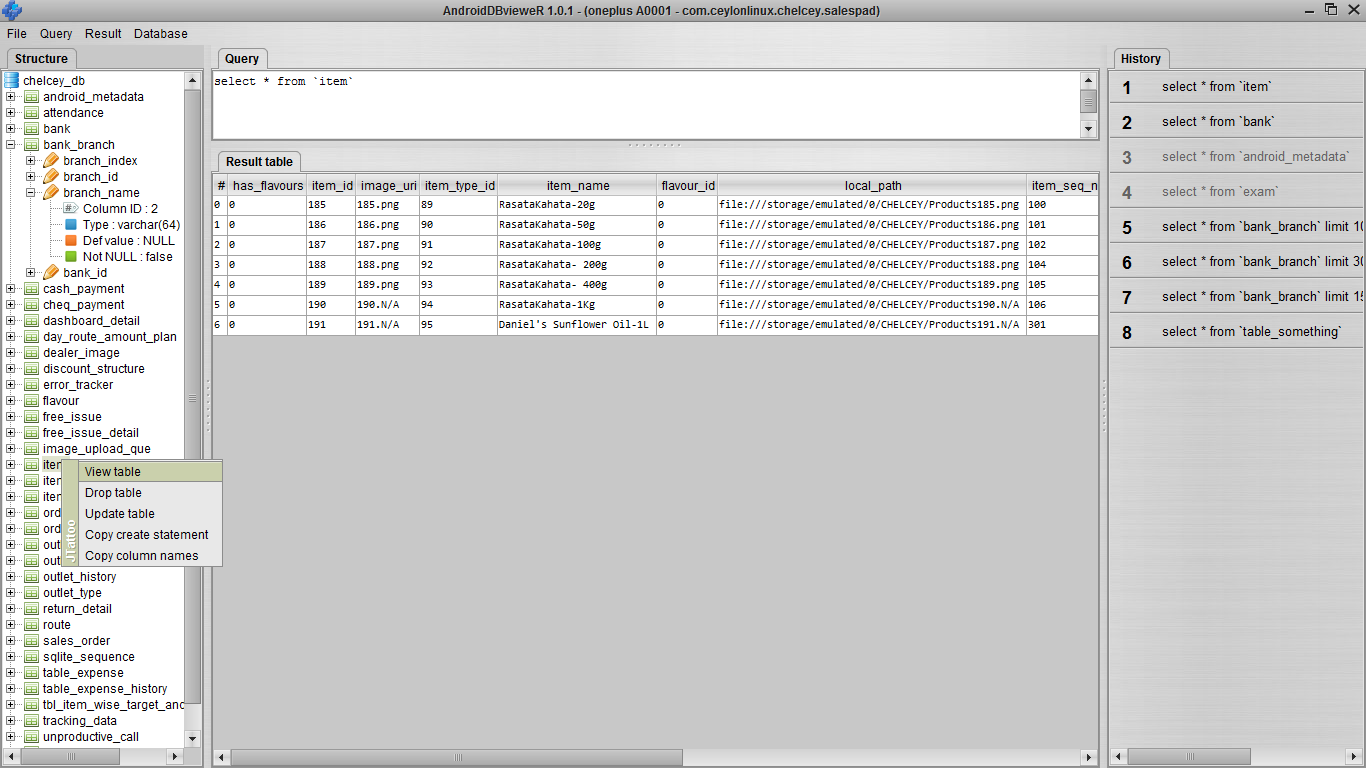 AndroidDBvieweR 1.0.1 - (oneplus A0001 - com.ceylonlinux.chelcey.salespad)
File Query Result Database
Structure
chelcey_db
android_metadata
attendance
bank
bank_branch
branch_index
branch_id
branch_name
Column ID : 2
Type : varchar(64)
Def value : NULL
Not NULL : false
bank_id
cash_payment
cheq_payment
dashboard_detail
day_route_amount_plan
dealer_image
discount_structure
error_tracker
flavour
free_issue
free_issue_detail
image_upload_que
View table
Drop table
Update table
Copy create statement
Copy column names
JTattoo
outlet_history
outlet_type
return_detail
route
sales_order
sqlite_sequence
table_expense
table_expense_history
tbl_item_wise_target_and
tracking_data
unproductive_call
Query
select * from `item`
Result table
# has_flavours item_id image_uri item_type_id item_name flavour_id local_path item_seq_n
0 0 185 185.png 89 RasataKahata-20g 0 file:///storage/emulated/0/CHELCEY/Products185.png 100
1 0 186 186.png 90 RasataKahata-50g 0 file:///storage/emulated/0/CHELCEY/Products186.png 101
2 0 187 187.png 91 RasataKahata-100g 0 file:///storage/emulated/0/CHELCEY/Products187.png 102
3 0 188 188.png 92 RasataKahata- 200g 0 file:///storage/emulated/0/CHELCEY/Products188.png 104
4 0 189 189.png 93 RasataKahata- 400g 0 file:///storage/emulated/0/CHELCEY/Products189.png 105
5 0 190 190.N/A 94 RasataKahata-1Kg 0 file:///storage/emulated/0/CHELCEY/Products190.N/A 106
6 0 191 191.N/A 95 Daniel's Sunflower Oil-1L 0 file:///storage/emulated/0/CHELCEY/Products191.N/A 301
History
1 select * from `item`
2 select * from `bank`
3 select * from `android_metadata`
4 select * from `exam`
5 select * from `bank_branch` limit 10
6 select * from `bank_branch` limit 30
7 select * from `bank_branch` limit 15
8 select * from `table_something`